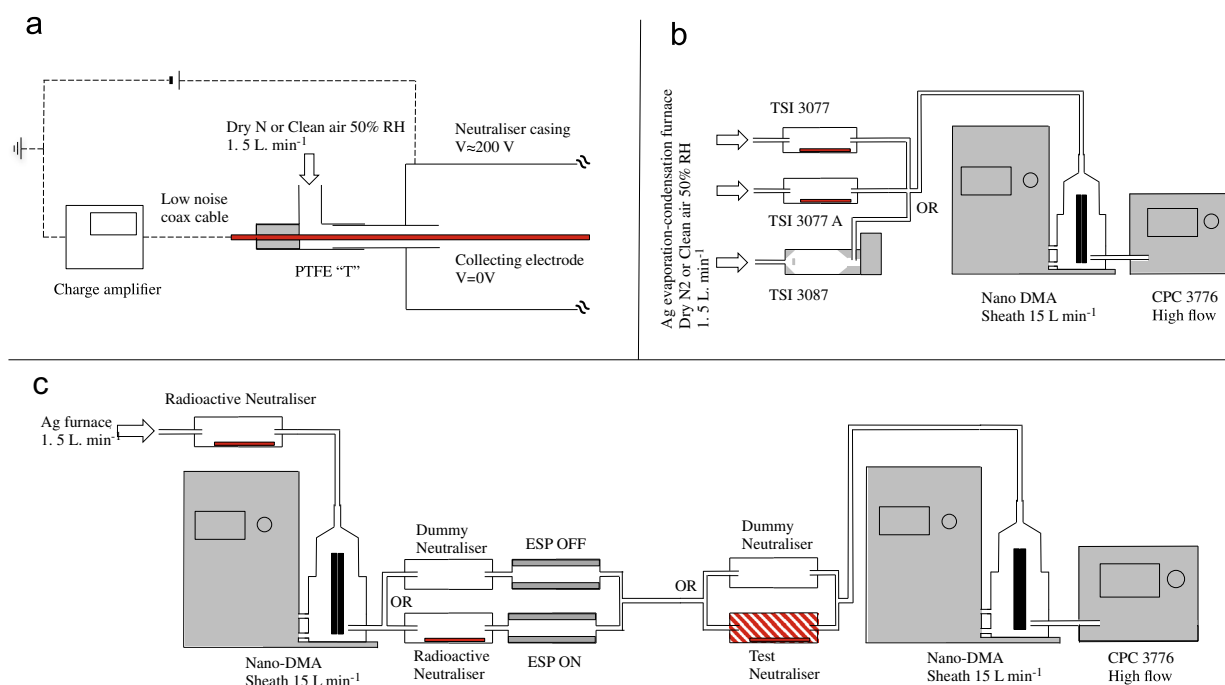 a
Dry N or Clean air 50% RH
1. 5 L. min-1
Neutraliser casing
V≈200 V
Low noise
coax cable
Charge amplifier
PTFE “T”
Collecting electrode
V=0V
b
Ag evaporation-condensation furnace
Dry N2 or Clean air 50% RH
1. 5 L. min-1
TSI 3077
TSI 3077 A
OR
TSI 3087
Nano DMA
Sheath 15 L min-1
CPC 3776
High flow
c
Radioactive Neutraliser
Ag furnace
1. 5 L. min-1
Dummy
Neutraliser
ESP OFF
OR
Radioactive
Neutraliser
ESP ON
Nano-DMA
Sheath 15 L min-1
OR
Dummy
Neutraliser
Test
Neutraliser
Nano-DMA
Sheath 15 L min-1
CPC 3776
High flow